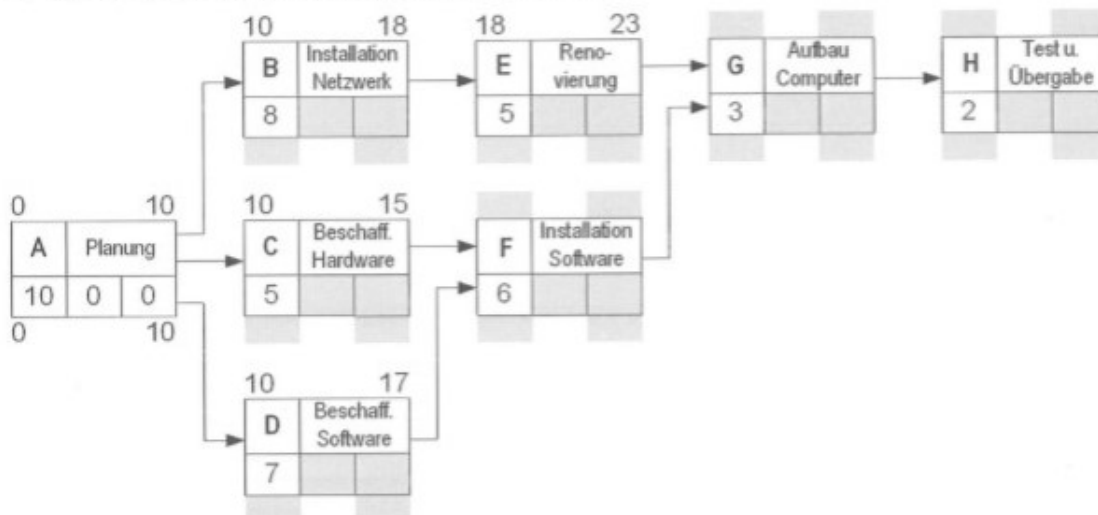 10 18
B Installation
Netzwerk
8
18 23
E Reno-
vierung
5
G Aufbau
Computer
3
H Test u.
Übergabe
2
0 10
A Planung
10 0 0
0 10
10 15
C Beschaff.
Hardware
5
F Installation
Software
6
10 17
D Beschaff.
Software
7